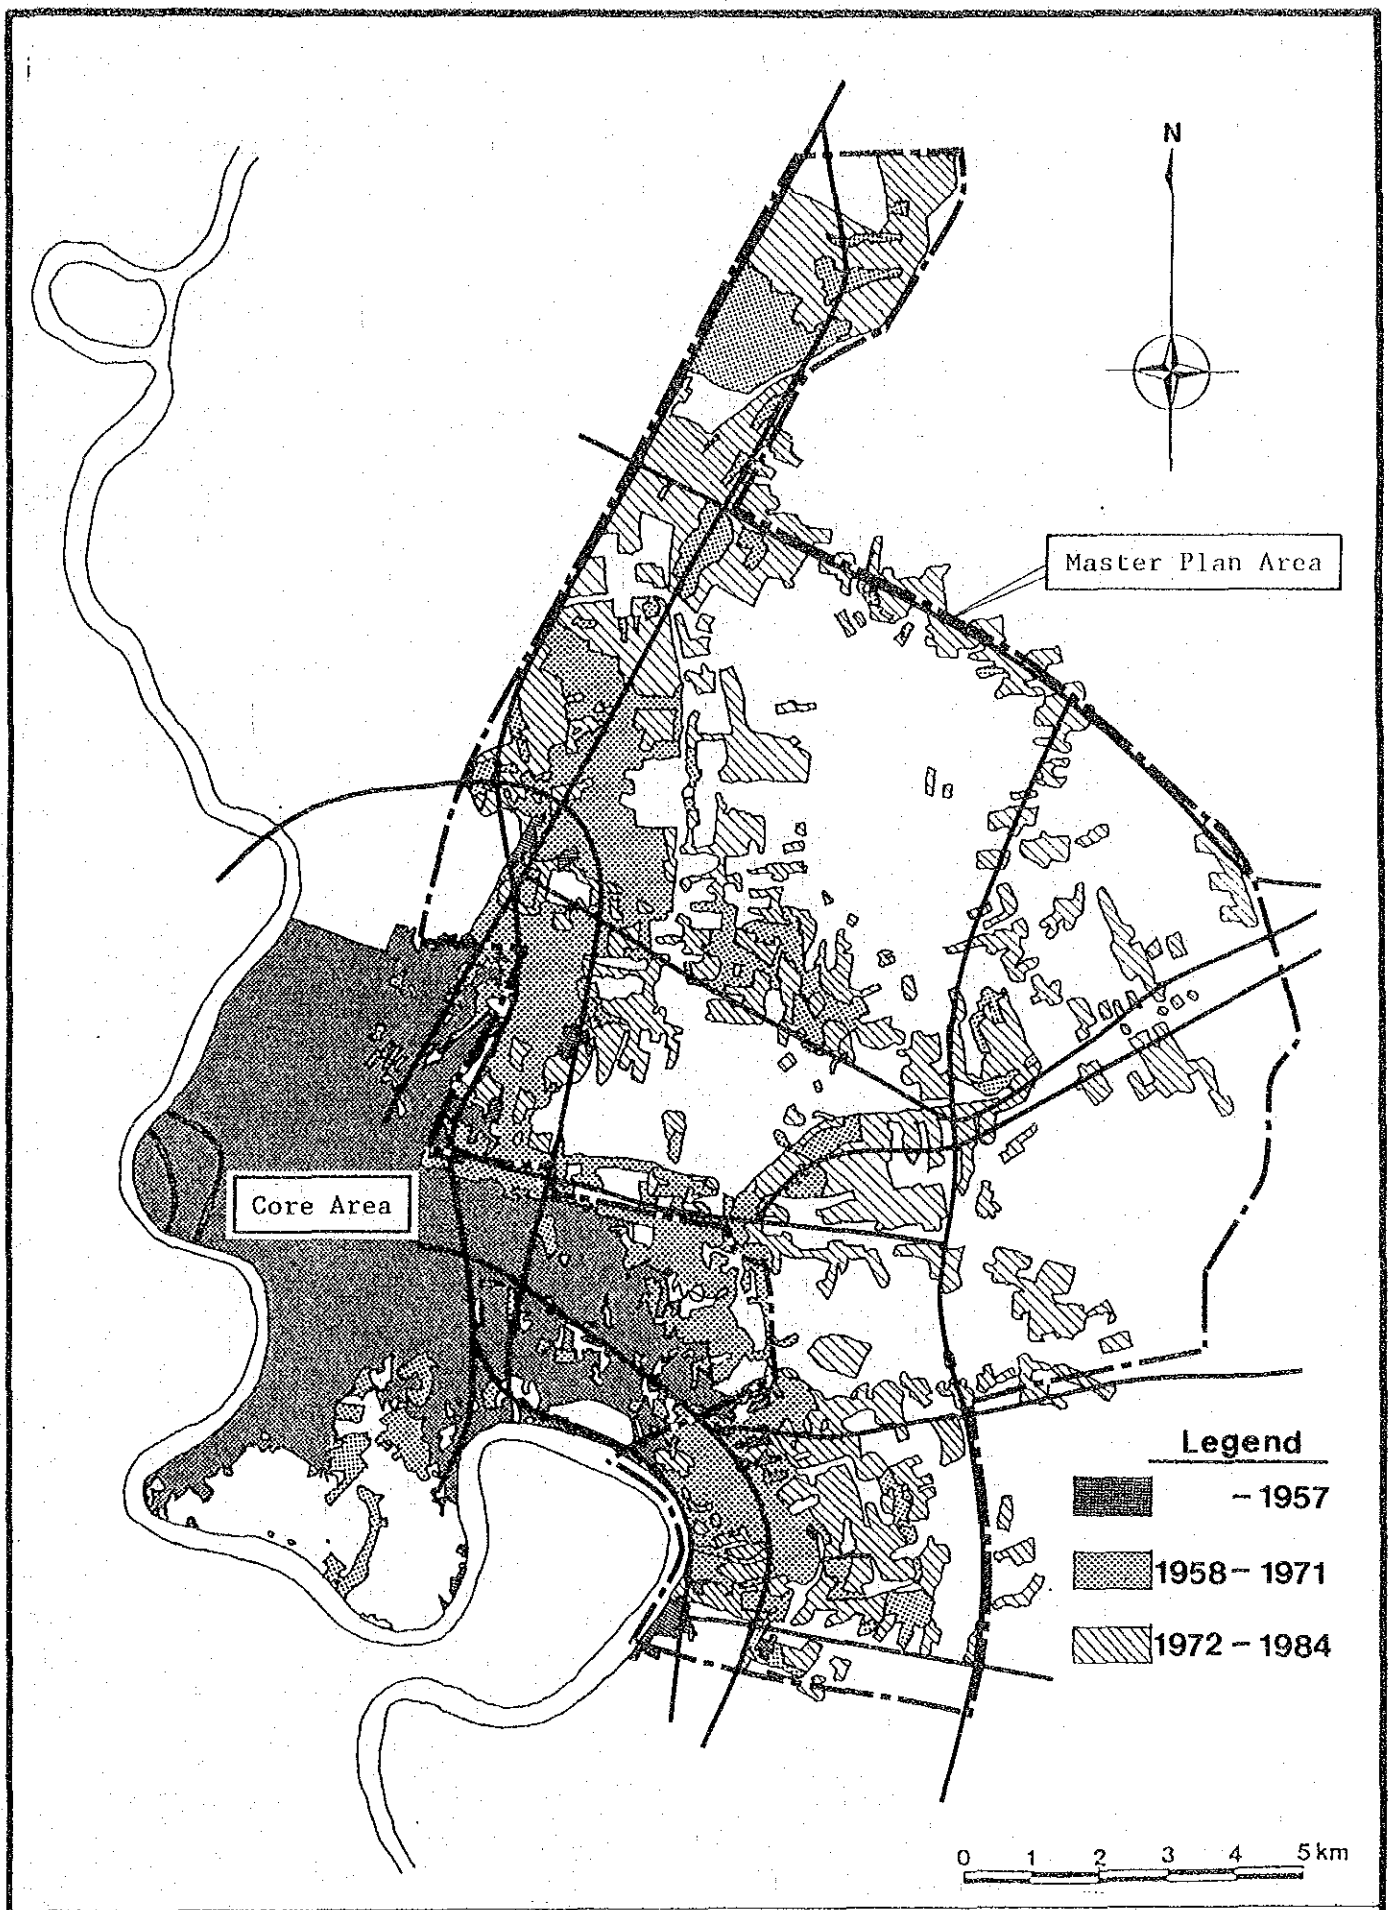 N
Master Plan Area
Core Area
Legend
– 1957
1958 – 1971
1972 – 1984
0 1 2 3 4 5 km